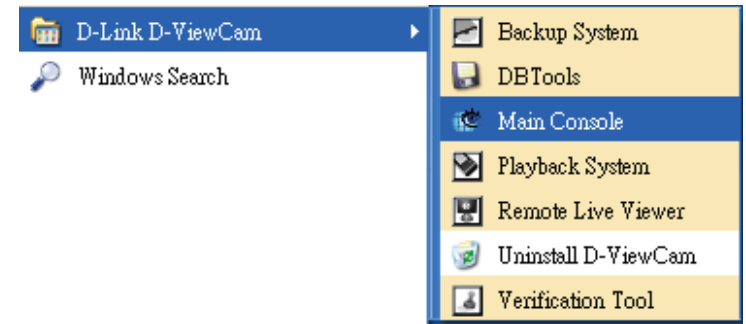 D-Link D-ViewCam
Windows Search
Backup System
DBTools
Main Console
Playback System
Remote Live Viewer
Uninstall D-ViewCam
Verification Tool